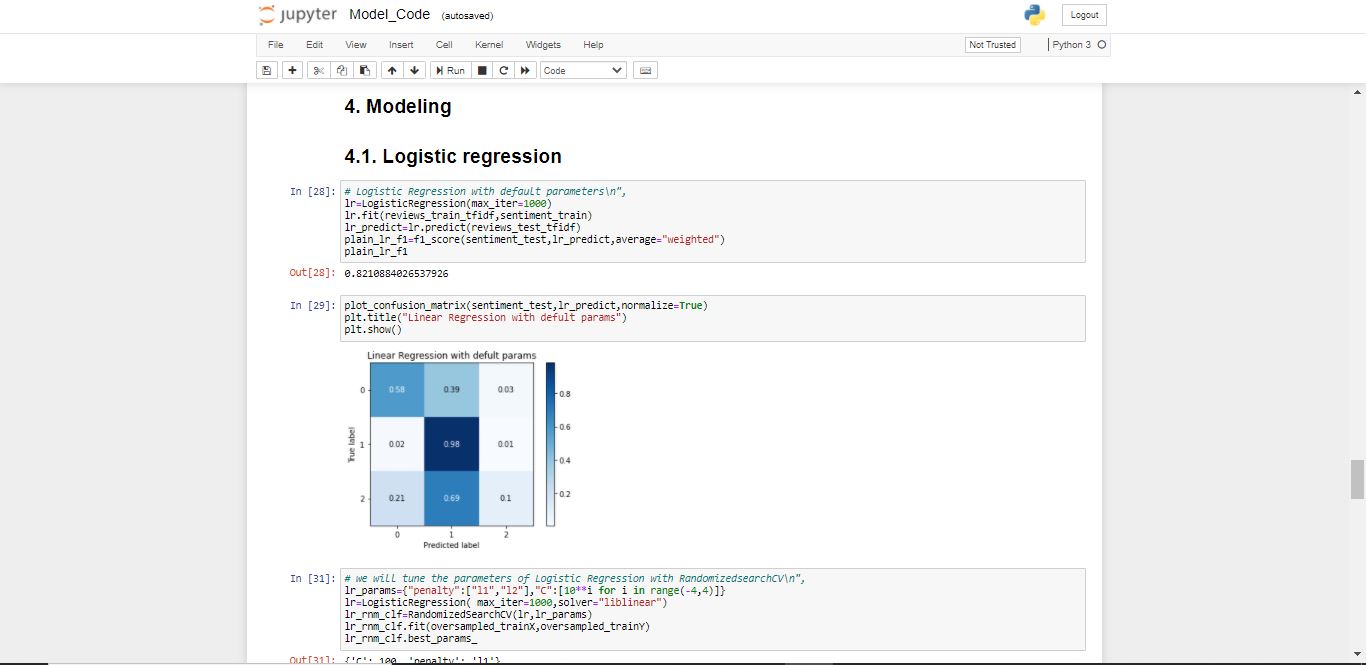 jupyter Model_Code (autosaved)
Logout
File Edit View Insert Cell Kernel Widgets Help
Not Trusted
Python 3
Run
Code
4. Modeling
4.1. Logistic regression
In [28]: # Logistic Regression with default parameters\n",
lr=LogisticRegression(max_iter=1000)
lr.fit(reviews_train_tfidf,sentiment_train)
lr_predict=lr.predict(reviews_test_tfidf)
plain_lr_f1=f1_score(sentiment_test,lr_predict,average="weighted")
plain_lr_f1
Out[28]: 0.8210884026537926
In [29]: plot_confusion_matrix(sentiment_test,lr_predict,normalize=True)
plt.title("Linear Regression with defult params")
plt.show()
Linear Regression with defult params
0 0.58 0.39 0.03
1 0.02 0.98 0.01
2 0.21 0.69 0.1
0 1 2
True label
Predicted label
0.8
0.6
0.4
0.2
In [31]: # we will tune the parameters of Logistic Regression with RandomizedsearchCV\n",
lr_params={"penalty":["l1","l2"],"C":[10**i for i in range(-4,4)]}
lr=LogisticRegression( max_iter=1000,solver="liblinear")
lr_rnm_clf=RandomizedSearchCV(lr,lr_params)
lr_rnm_clf.fit(oversampled_trainX,oversampled_trainY)
lr_rnm_clf.best_params_
Out[31]: {'C': 100, 'penalty': 'l1'}